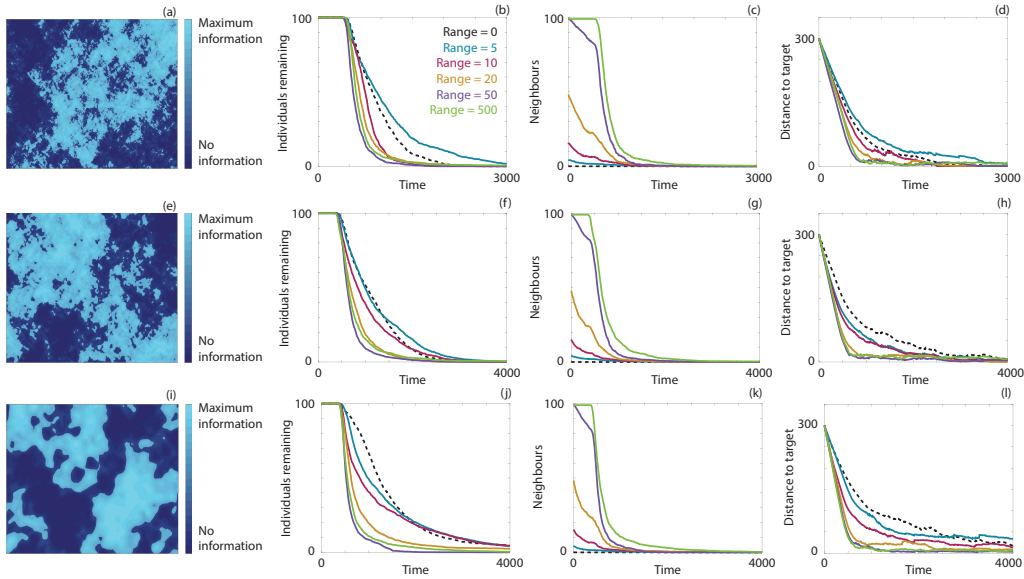 (a)
Maximum
information
No
information
(b)
Individuals remaining
100
0
0
Time
3000
Range = 0
Range = 5
Range = 10
Range = 20
Range = 50
Range = 500
(c)
Neighbours
100
0
0
Time
3000
(d)
Distance to target
300
0
0
Time
3000
(e)
Maximum
information
No
information
(f)
Individuals remaining
100
0
0
Time
4000
(g)
Neighbours
100
0
0
Time
4000
(h)
Distance to target
300
0
0
Time
4000
(i)
Maximum
information
No
information
(j)
Individuals remaining
100
0
0
Time
4000
(k)
Neighbours
100
0
0
Time
4000
(l)
Distance to target
300
0
0
Time
4000